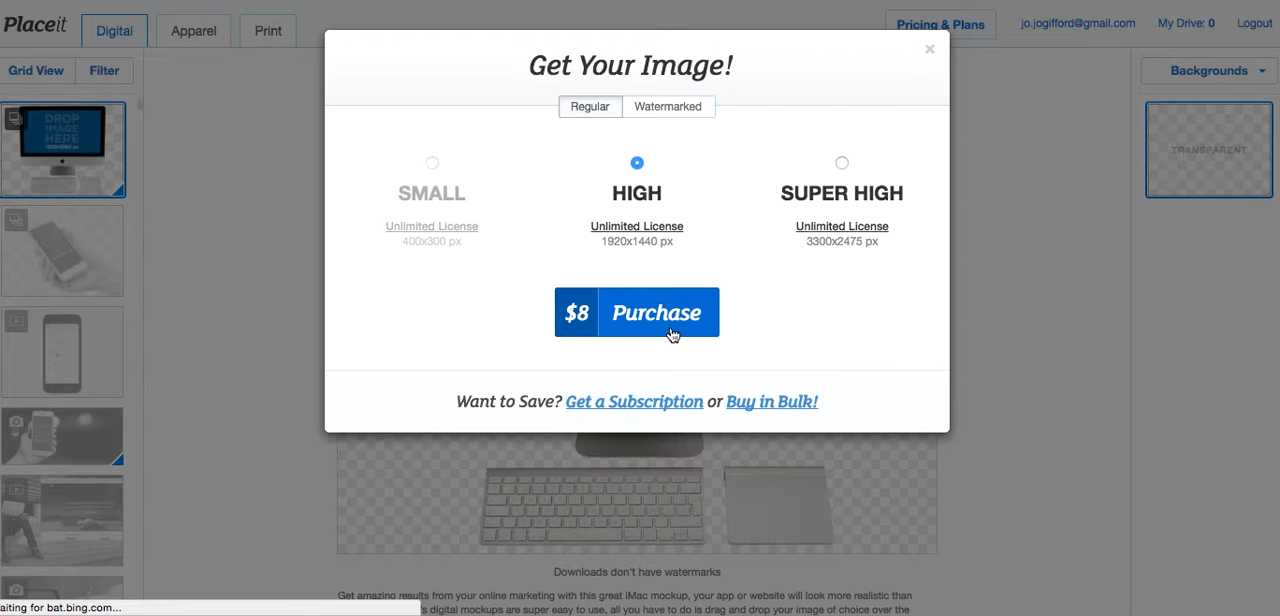 Placeit
Digital
Apparel
Print
Pricing & Plans
jo.jogifford@gmail.com
My Drive: 0
Logout
Grid View
Filter
Backgrounds
DROP
IMAGE
HERE
TRANSPARENT
Get Your Image!
×
Regular
Watermarked
SMALL
Unlimited License
400x300 px
HIGH
Unlimited License
1920x1440 px
SUPER HIGH
Unlimited License
3300x2475 px
$8 Purchase
Want to Save? Get a Subscription or Buy in Bulk!
Downloads don't have watermarks
Get amazing results from your online marketing with this great iMac mockup, your app or website will look more realistic than
's digital mockups are super easy to use, all you have to do is drag and drop your image of choice over the
aiting for bat.bing.com...